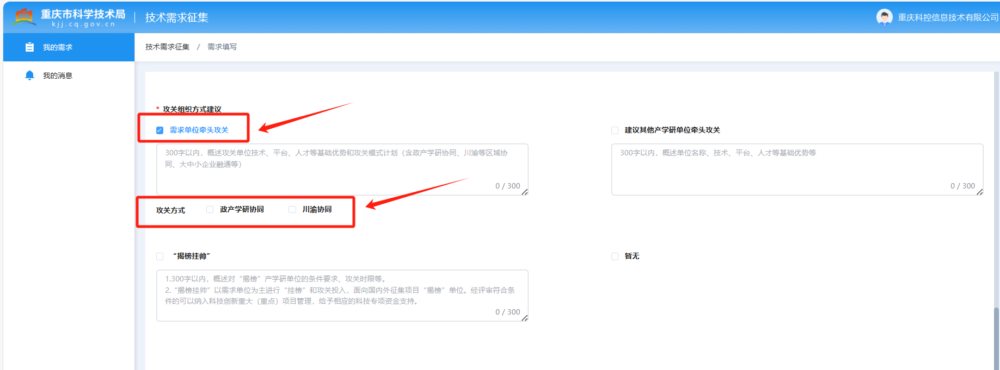 重庆市科学技术局
kjj.cq.gov.cn
技术需求征集
重庆科控信息技术有限公司
我的需求
技术需求征集 / 需求填写
我的消息
* 攻关组织方式建议
需求单位牵头攻关
建议其他产学研单位牵头攻关
300字以内，概述攻关单位技术、平台、人才等基础优势和攻关模式计划（含政产学研协同、川渝等区域协
同、大中小企业融通等）
0 / 300
300字以内，概述单位名称、技术、平台、人才等基础优势等
0 / 300
攻关方式 政产学研协同 川渝协同
“揭榜挂帅”
暂无
1.300字以内，概述对“揭榜”产学研单位的条件要求、攻关时限等。
2.“揭榜挂帅”以需求单位为主进行“挂榜”和攻关投入，面向国内外征集项目“揭榜”单位。经评审符合条
件的可以纳入科技创新重大（重点）项目管理，给予相应的科技专项资金支持。
0 / 300